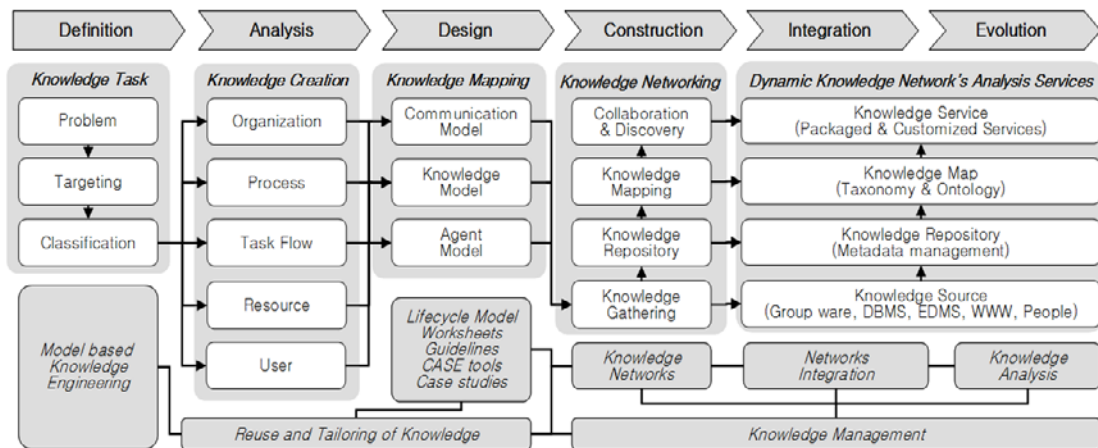 Definition
Analysis
Design
Construction
Integration
Evolution
Knowledge Task
Problem
Targeting
Classification
Knowledge Creation
Organization
Process
Task Flow
Resource
User
Knowledge Mapping
Communication
Model
Knowledge
Model
Agent
Model
Knowledge Networking
Collaboration
& Discovery
Knowledge
Mapping
Knowledge
Repository
Knowledge
Gathering
Dynamic Knowledge Network's Analysis Services
Knowledge Service
(Packaged & Customized Services)
Knowledge Map
(Taxonomy & Ontology)
Knowledge Repository
(Metadata management)
Knowledge Source
(Group ware, DBMS, EDMS, WWW, People)
Model based
Knowledge
Engineering
Lifecycle Model
Worksheets
Guidelines
CASE tools
Case studies
Knowledge
Networks
Networks
Integration
Knowledge
Analysis
Reuse and Tailoring of Knowledge
Knowledge Management